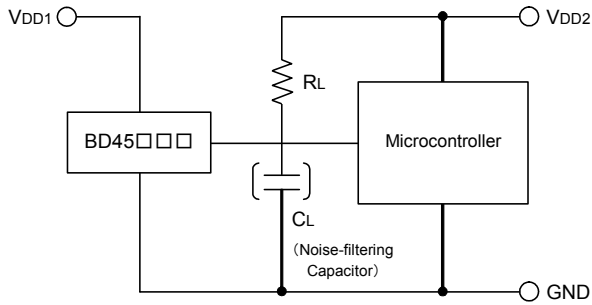 VDD1
VDD2
RL
BD45□□□
Microcontroller
CL
（Noise-filtering
Capacitor）
GND